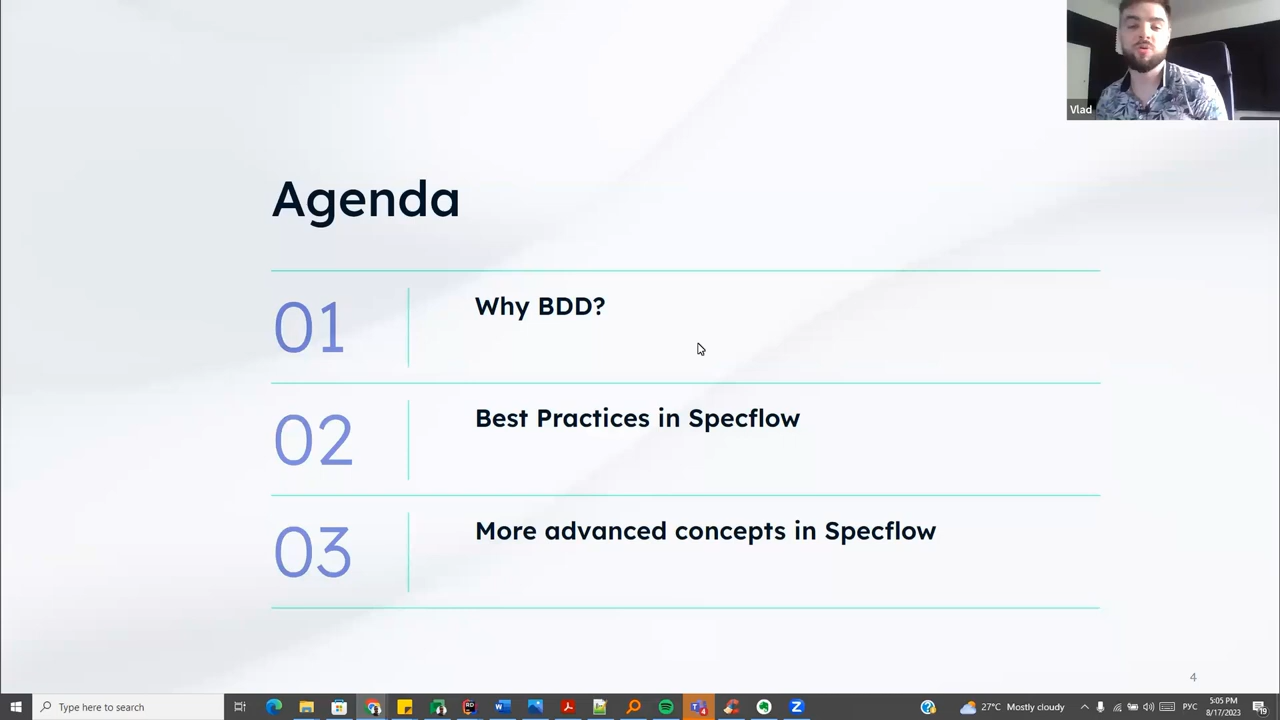 Vlad
Agenda
01
Why BDD?
02
Best Practices in Specflow
03
More advanced concepts in Specflow
4
Type here to search
27°C Mostly cloudy
РУС
5:05 PM
8/17/2023
19